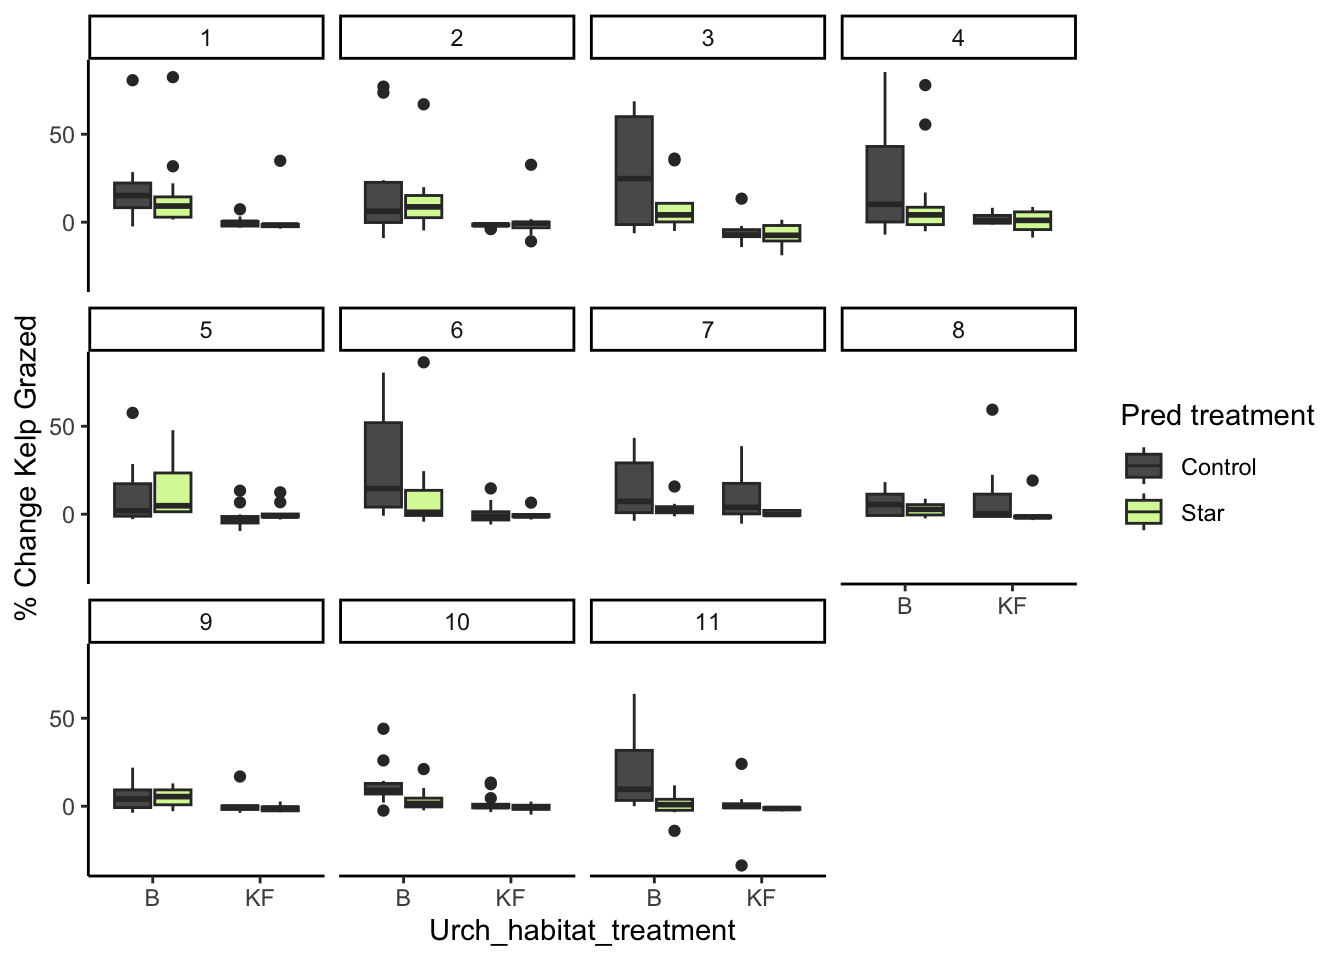 1 2 3 4
50
0
5 6 7 8
50
0
B KF
9 10 11
50
0
B KF B KF B KF
Urch_habitat_treatment
% Change Kelp Grazed
Pred treatment
Control
Star